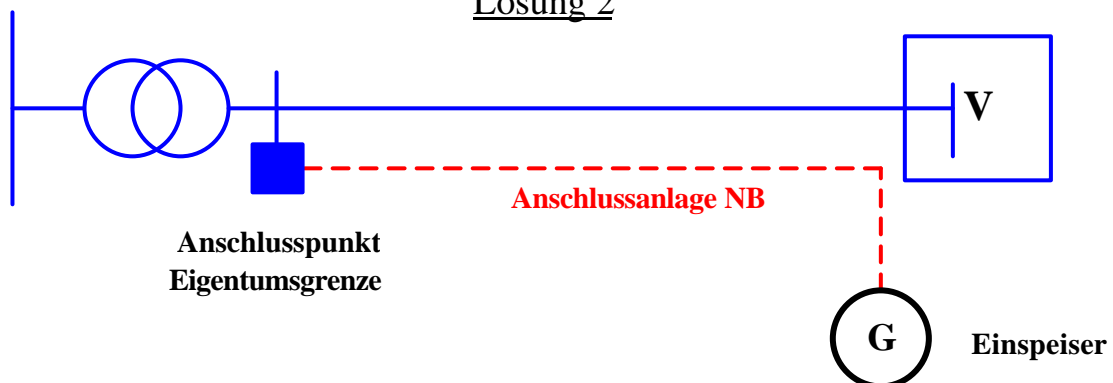 Lösung 2
V
Anschlussanlage NB
Anschlusspunkt
Eigentumsgrenze
G
Einspeiser